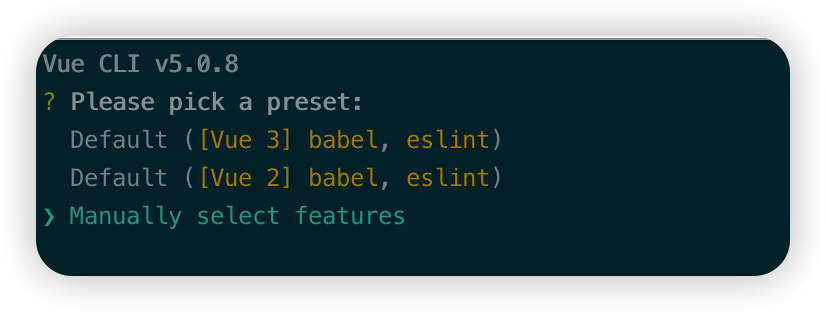 Vue CLI v5.0.8
? Please pick a preset:
Default ([Vue 3] babel, eslint)
Default ([Vue 2] babel, eslint)
❯ Manually select features